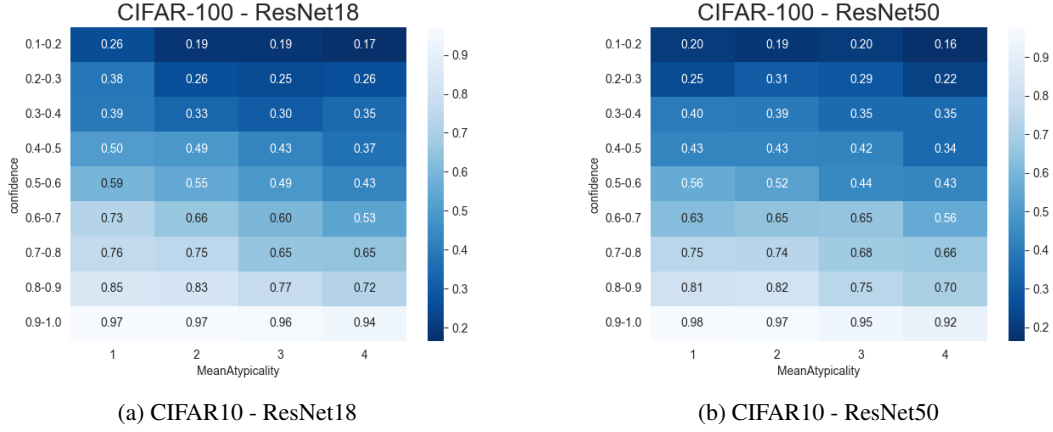 CIFAR-100 - ResNet18
confidence
0.1-0.2 0.26 0.19 0.19 0.17
0.2-0.3 0.38 0.26 0.25 0.26
0.3-0.4 0.39 0.33 0.30 0.35
0.4-0.5 0.50 0.49 0.43 0.37
0.5-0.6 0.59 0.55 0.49 0.43
0.6-0.7 0.73 0.66 0.60 0.53
0.7-0.8 0.76 0.75 0.65 0.65
0.8-0.9 0.85 0.83 0.77 0.72
0.9-1.0 0.97 0.97 0.96 0.94
1 2 3 4
MeanAtypicality
0.9
0.8
0.7
0.6
0.5
0.4
0.3
0.2
(a) CIFAR10 - ResNet18
CIFAR-100 - ResNet50
confidence
0.1-0.2 0.20 0.19 0.20 0.16
0.2-0.3 0.25 0.31 0.29 0.22
0.3-0.4 0.40 0.39 0.35 0.35
0.4-0.5 0.43 0.43 0.42 0.34
0.5-0.6 0.56 0.52 0.44 0.43
0.6-0.7 0.63 0.65 0.65 0.56
0.7-0.8 0.75 0.74 0.68 0.66
0.8-0.9 0.81 0.82 0.75 0.70
0.9-1.0 0.98 0.97 0.95 0.92
1 2 3 4
MeanAtypicality
0.9
0.8
0.7
0.6
0.5
0.4
0.3
0.2
(b) CIFAR10 - ResNet50